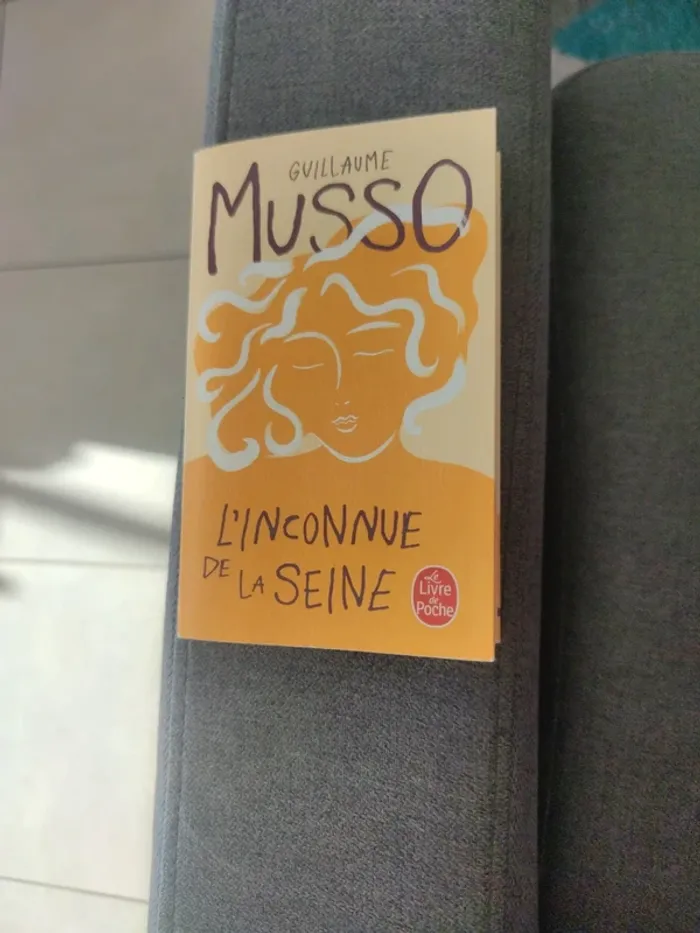 GUILLAUME
MUSSO
L'INCONNUE
DE LA SEINE
Le
Livre
de
Poche